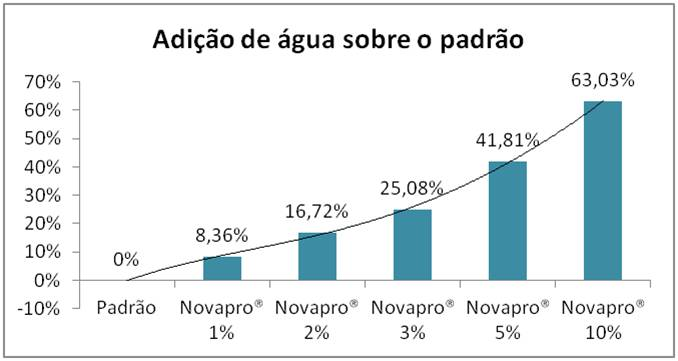 Adição de água sobre o padrão
70%
60%
50%
40%
30%
20%
10%
0%
-10%
0%
8,36%
16,72%
25,08%
41,81%
63,03%
Padrão
Novapro®
1%
Novapro®
2%
Novapro®
3%
Novapro®
5%
Novapro®
10%